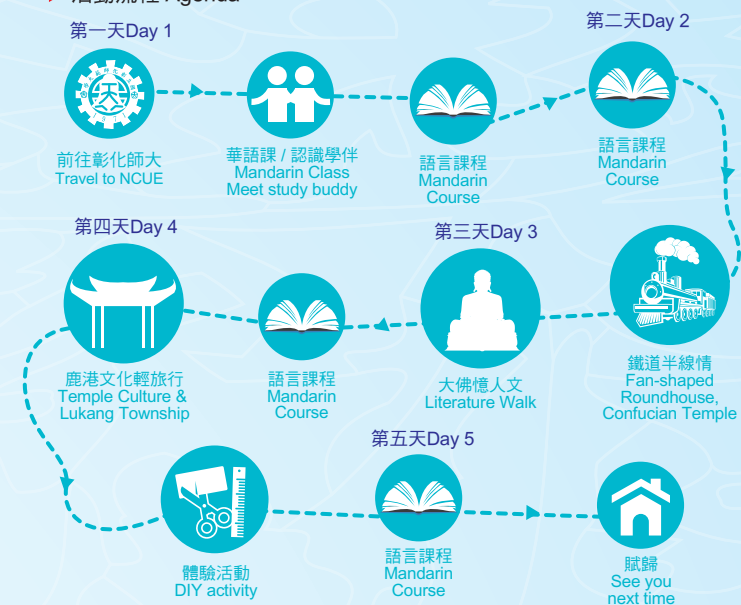 活動流程 Agenda
第一天Day 1
第二天Day 2
前往彰化師大
Travel to NCUE
華語課 / 認識學伴
Mandarin Class
Meet study buddy
語言課程
Mandarin
Course
語言課程
Mandarin
Course
第四天Day 4
第三天Day 3
鹿港文化輕旅行
Temple Culture &
Lukang Township
語言課程
Mandarin
Course
大佛憶人文
Literature Walk
鐵道半線情
Fan-shaped
Roundhouse,
Confucian Temple
第五天Day 5
體驗活動
DIY activity
語言課程
Mandarin
Course
賦歸
See you
next time